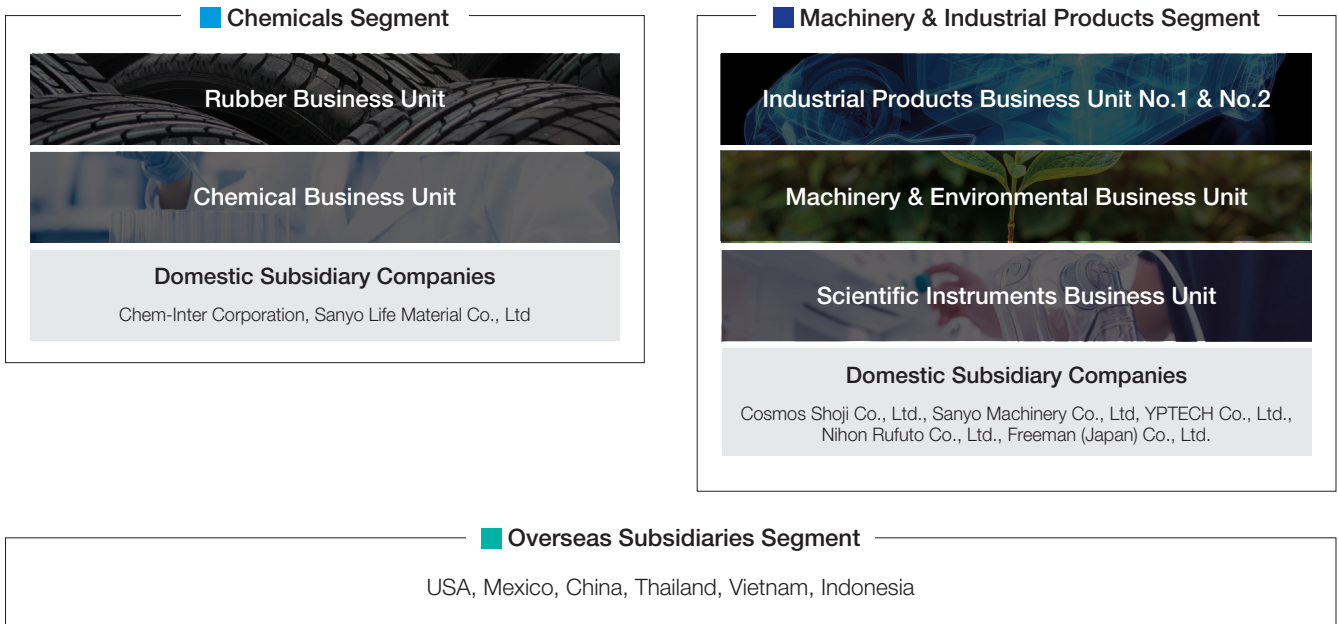 Chemicals Segment
Rubber Business Unit
Chemical Business Unit
Domestic Subsidiary Companies
Chem-Inter Corporation, Sanyo Life Material Co., Ltd
Machinery & Industrial Products Segment
Industrial Products Business Unit No.1 & No.2
Machinery & Environmental Business Unit
Scientific Instruments Business Unit
Domestic Subsidiary Companies
Cosmos Shoji Co., Ltd., Sanyo Machinery Co., Ltd, YPTECH Co., Ltd.,
Nihon Rufuto Co., Ltd., Freeman (Japan) Co., Ltd.
Overseas Subsidiaries Segment
USA, Mexico, China, Thailand, Vietnam, Indonesia